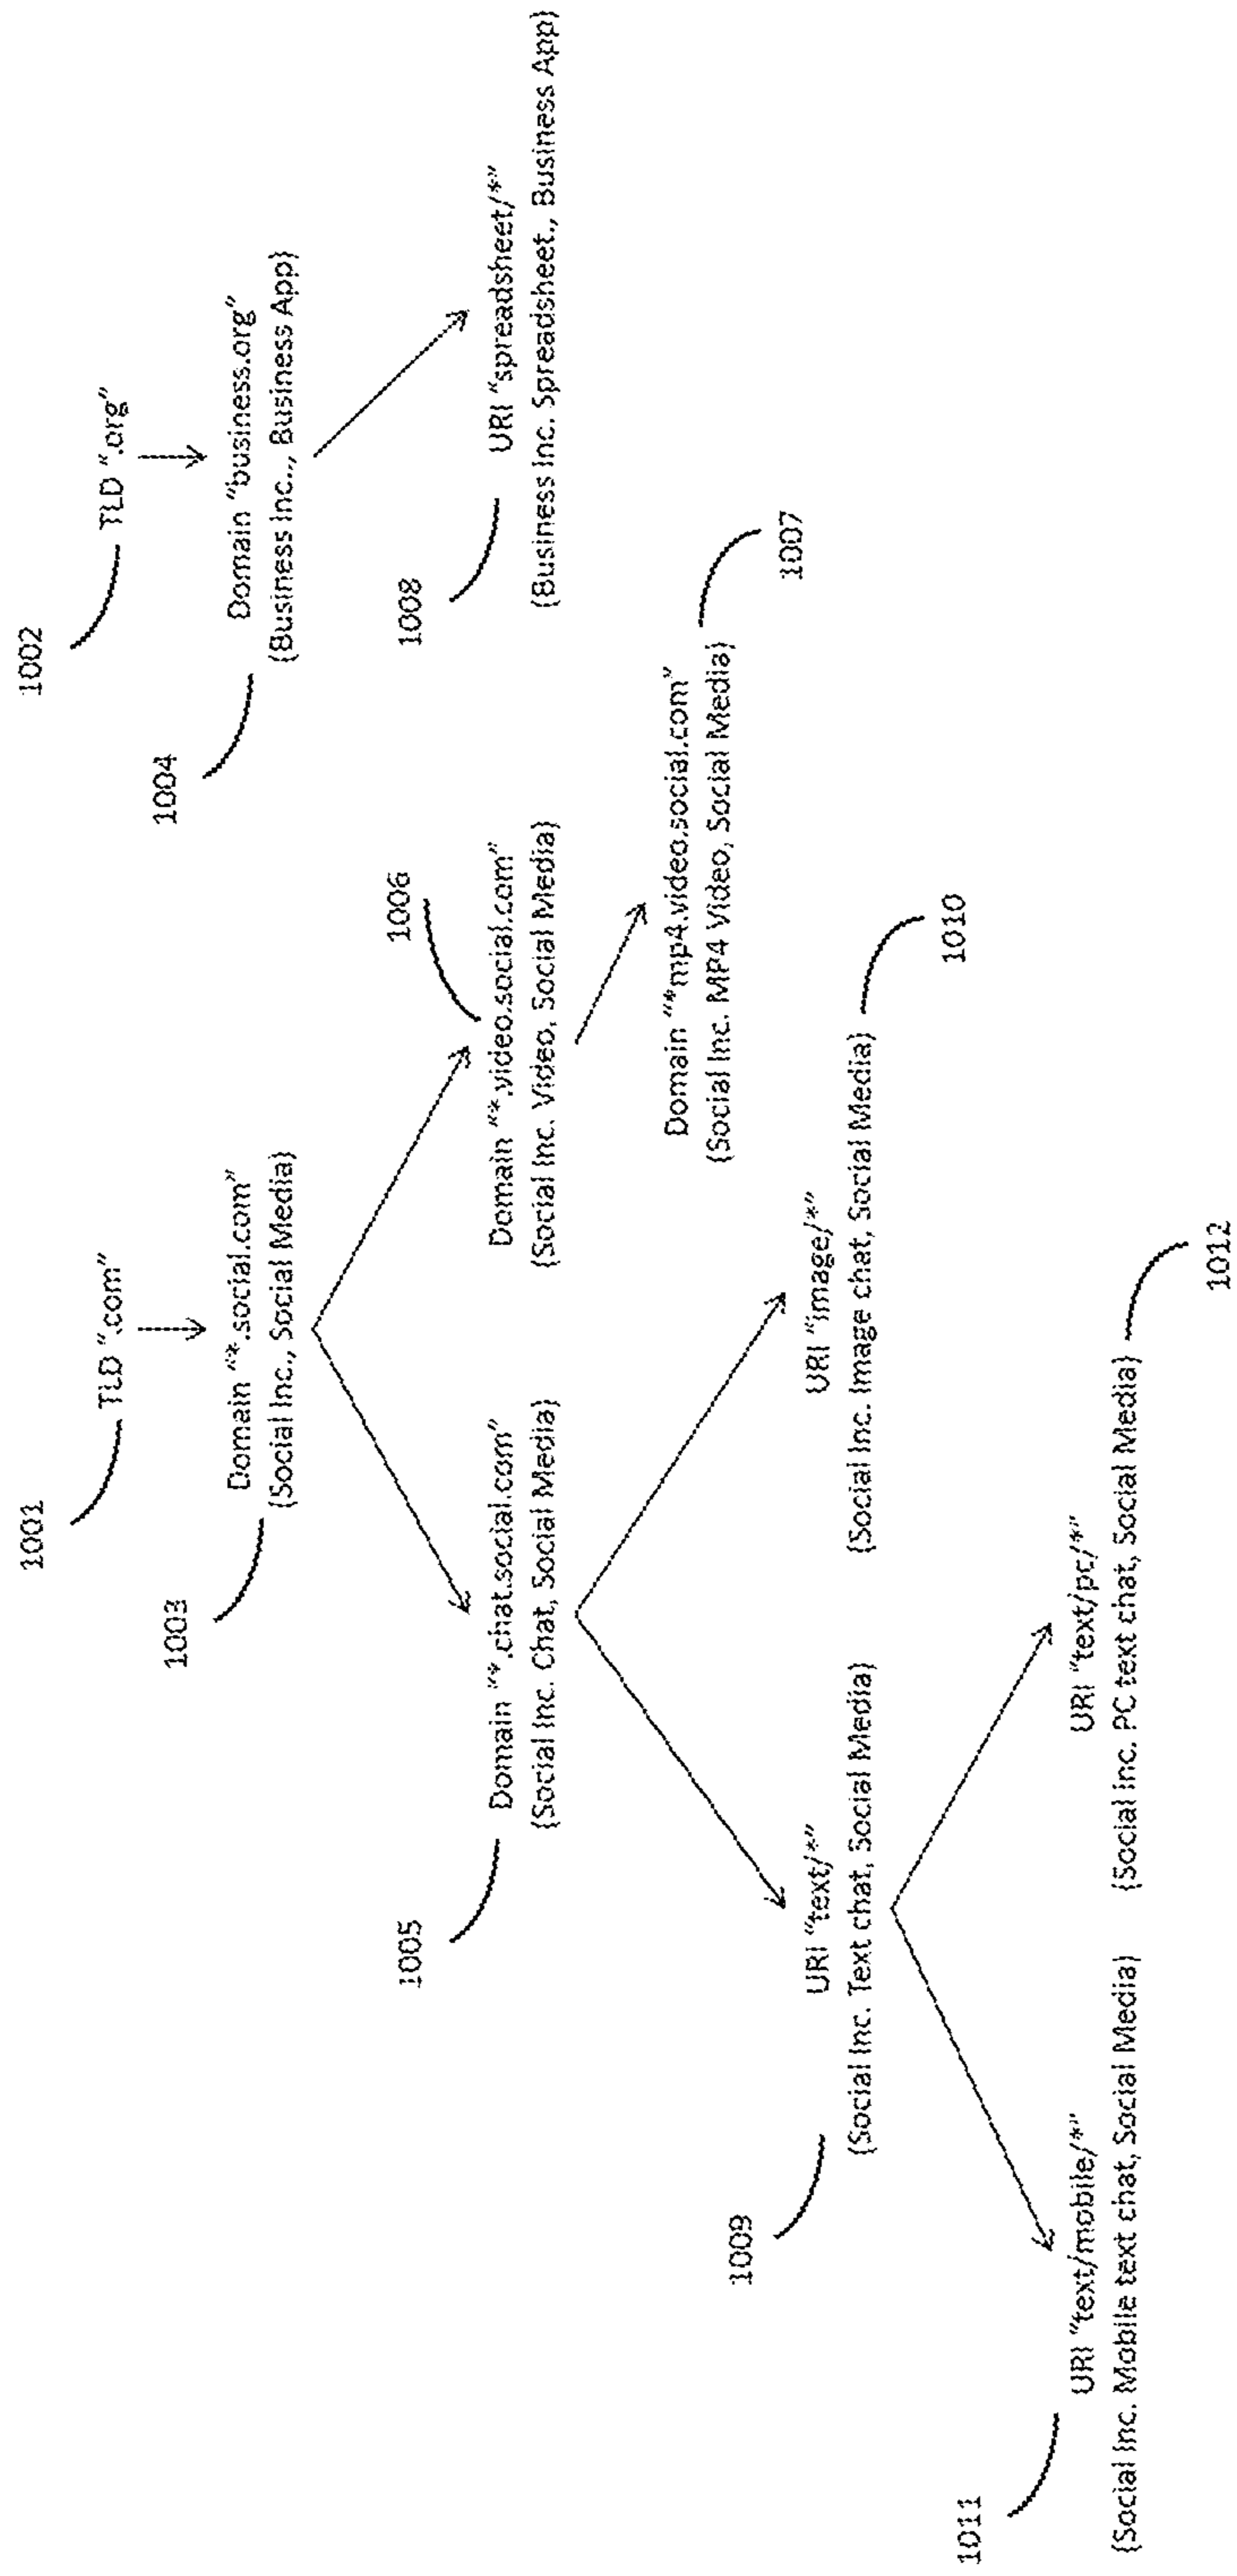 1001
TLD ".com"
1002
TLD ".org"
1003
Domain "*.social.com"
{Social Inc., Social Media}
1004
Domain "business.org"
{Business Inc.., Business App}
1005
Domain "*.chat.social.com"
{Social Inc. Chat, Social Media}
1006
Domain "*.video.social.com"
{Social Inc. Video, Social Media}
1008
URI "spreadsheet/*"
{Business Inc. Spreadsheet., Business App}
Domain "*mp4.video.social.com"
{Social Inc. MP4 Video, Social Media}
1007
1009
URI "text/*"
{Social Inc. Text chat, Social Media}
URI "image/*"
{Social Inc. Image chat, Social Media}
1010
1011
URI "text/mobile/*"
{Social Inc. Mobile text chat, Social Media}
URI "text/pc/*"
{Social Inc. PC text chat, Social Media}
1012